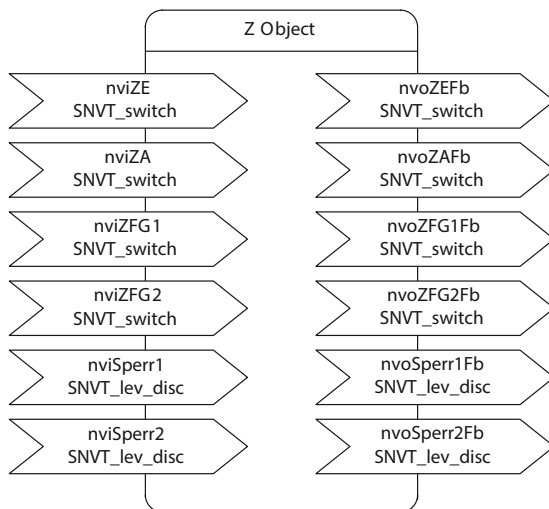 Z Object
nviZE
SNVT_switch
nvoZEFb
SNVT_switch
nviZA
SNVT_switch
nvoZAFb
SNVT_switch
nviZFG1
SNVT_switch
nvoZFG1Fb
SNVT_switch
nviZFG2
SNVT_switch
nvoZFG2Fb
SNVT_switch
nviSperr1
SNVT_lev_disc
nvoSperr1Fb
SNVT_lev_disc
nviSperr2
SNVT_lev_disc
nvoSperr2Fb
SNVT_lev_disc